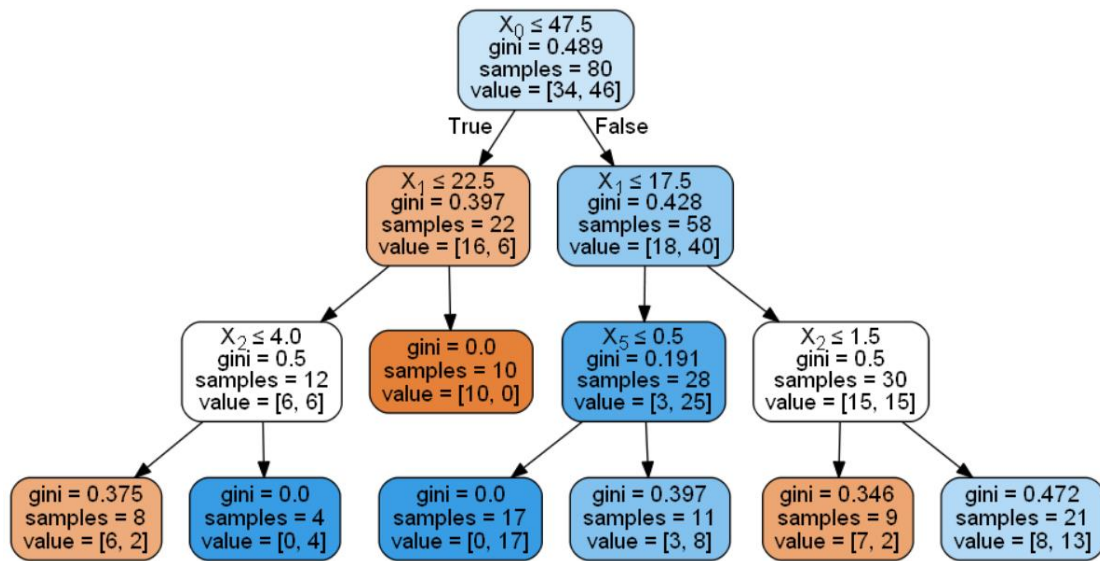 X₀ ≤ 47.5
gini = 0.489
samples = 80
value = [34, 46]
True
False
X₁ ≤ 22.5
gini = 0.397
samples = 22
value = [16, 6]
X₁ ≤ 17.5
gini = 0.428
samples = 58
value = [18, 40]
X₂ ≤ 4.0
gini = 0.5
samples = 12
value = [6, 6]
gini = 0.0
samples = 10
value = [10, 0]
X₅ ≤ 0.5
gini = 0.191
samples = 28
value = [3, 25]
X₂ ≤ 1.5
gini = 0.5
samples = 30
value = [15, 15]
gini = 0.375
samples = 8
value = [6, 2]
gini = 0.0
samples = 4
value = [0, 4]
gini = 0.0
samples = 17
value = [0, 17]
gini = 0.397
samples = 11
value = [3, 8]
gini = 0.346
samples = 9
value = [7, 2]
gini = 0.472
samples = 21
value = [8, 13]